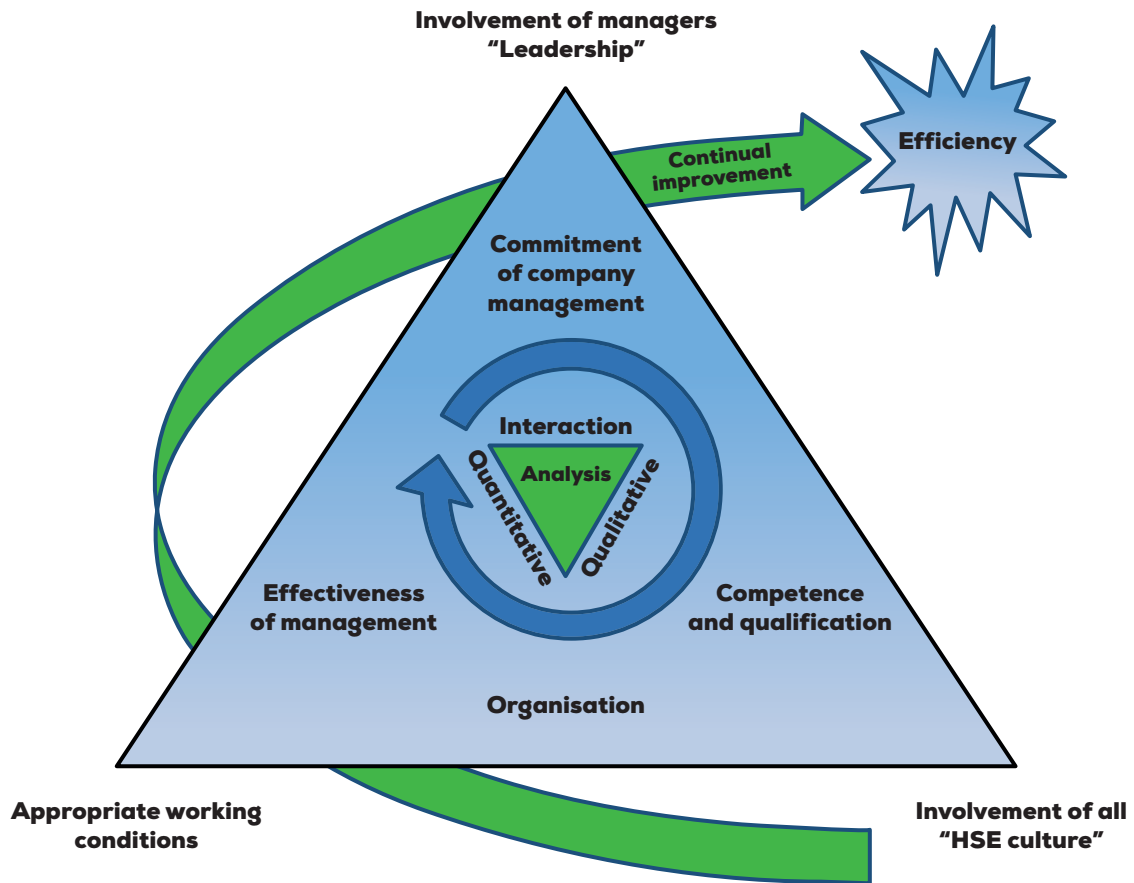 Involvement of managers
“Leadership”
Efficiency
Continual
improvement
Commitment
of company
management
Interaction
Analysis
Quantitative
Qualitative
Effectiveness
of management
Competence
and qualification
Organisation
Appropriate working
conditions
Involvement of all
“HSE culture”